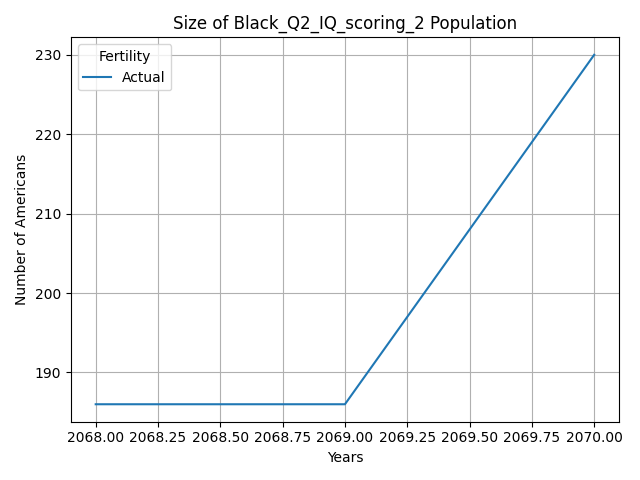 Size of Black_Q2_IQ_scoring_2 Population
Fertility
Actual
230
220
210
200
190
Number of Americans
2068.00 2068.25 2068.50 2068.75 2069.00 2069.25 2069.50 2069.75 2070.00
Years